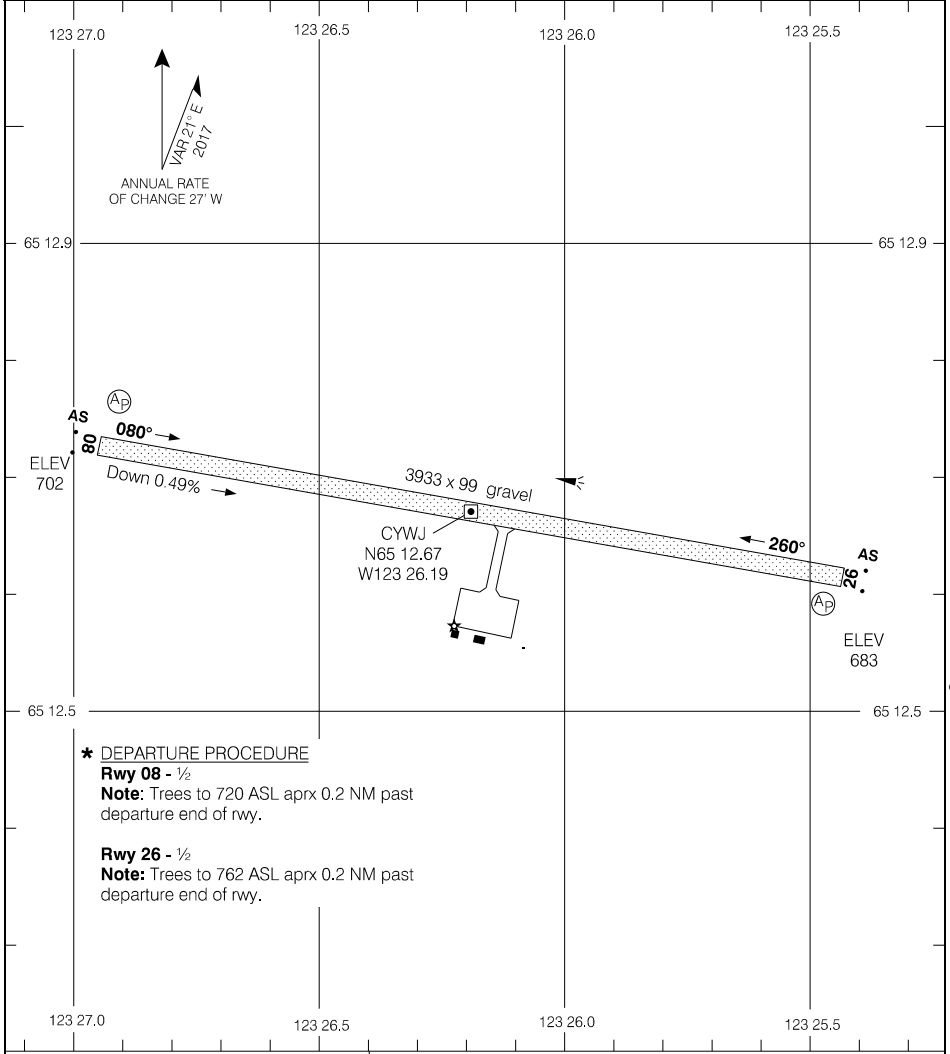 123 27.0
123 26.5
123 26.0
123 25.5
VAR 21° E
2017
ANNUAL RATE
OF CHANGE 27' W
65 12.9
65 12.9
AP
AS
08
080°
ELEV
702
Down 0.49%
3933 x 99 gravel
CYWJ
N65 12.67
W123 26.19
260°
AS
26
AP
ELEV
683
65 12.5
65 12.5
* DEPARTURE PROCEDURE
Rwy 08 - ½
Note: Trees to 720 ASL aprx 0.2 NM past
departure end of rwy.
Rwy 26 - ½
Note: Trees to 762 ASL aprx 0.2 NM past
departure end of rwy.
123 27.0
123 26.5
123 26.0
123 25.5